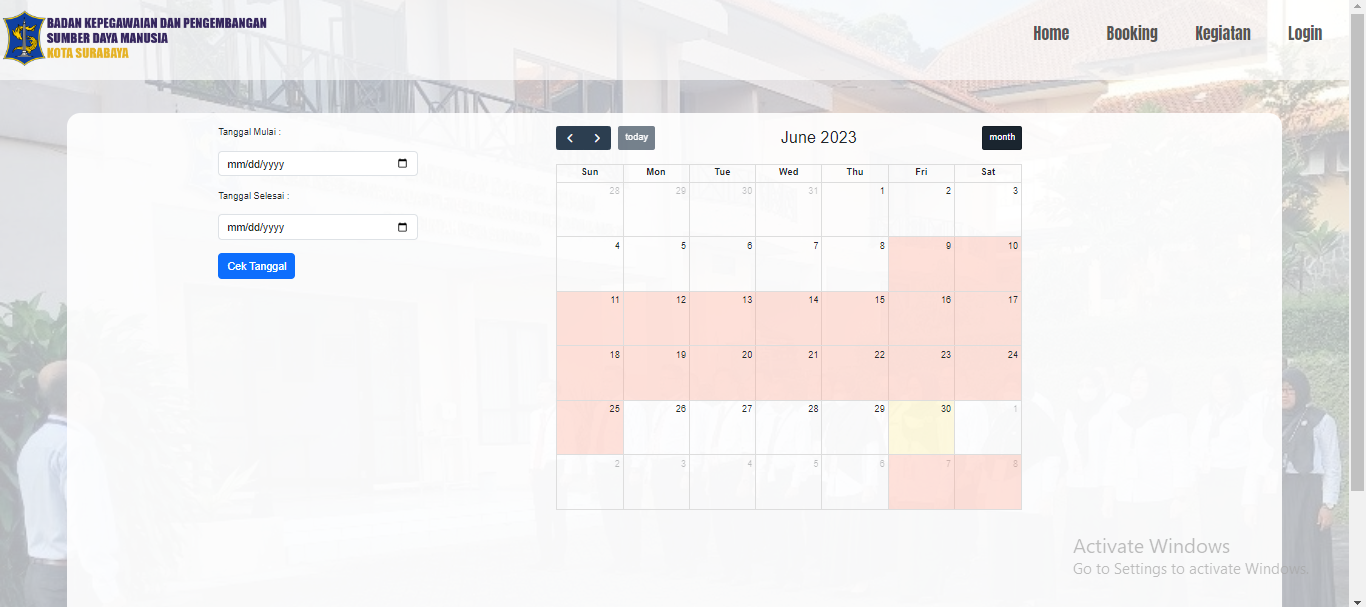 BADAN KEPEGAWAIAN DAN PENGEMBANGAN
SUMBER DAYA MANUSIA
KOTA SURABAYA
Home Booking Kegiatan Login
Tanggal Mulai :
mm/dd/yyyy
Tanggal Selesai :
mm/dd/yyyy
Cek Tanggal
today June 2023 month
Sun Mon Tue Wed Thu Fri Sat
28 29 30 31 1 2 3
4 5 6 7 8 9 10
11 12 13 14 15 16 17
18 19 20 21 22 23 24
25 26 27 28 29 30 1
2 3 4 5 6 7 8
Activate Windows
Go to Settings to activate Windows.